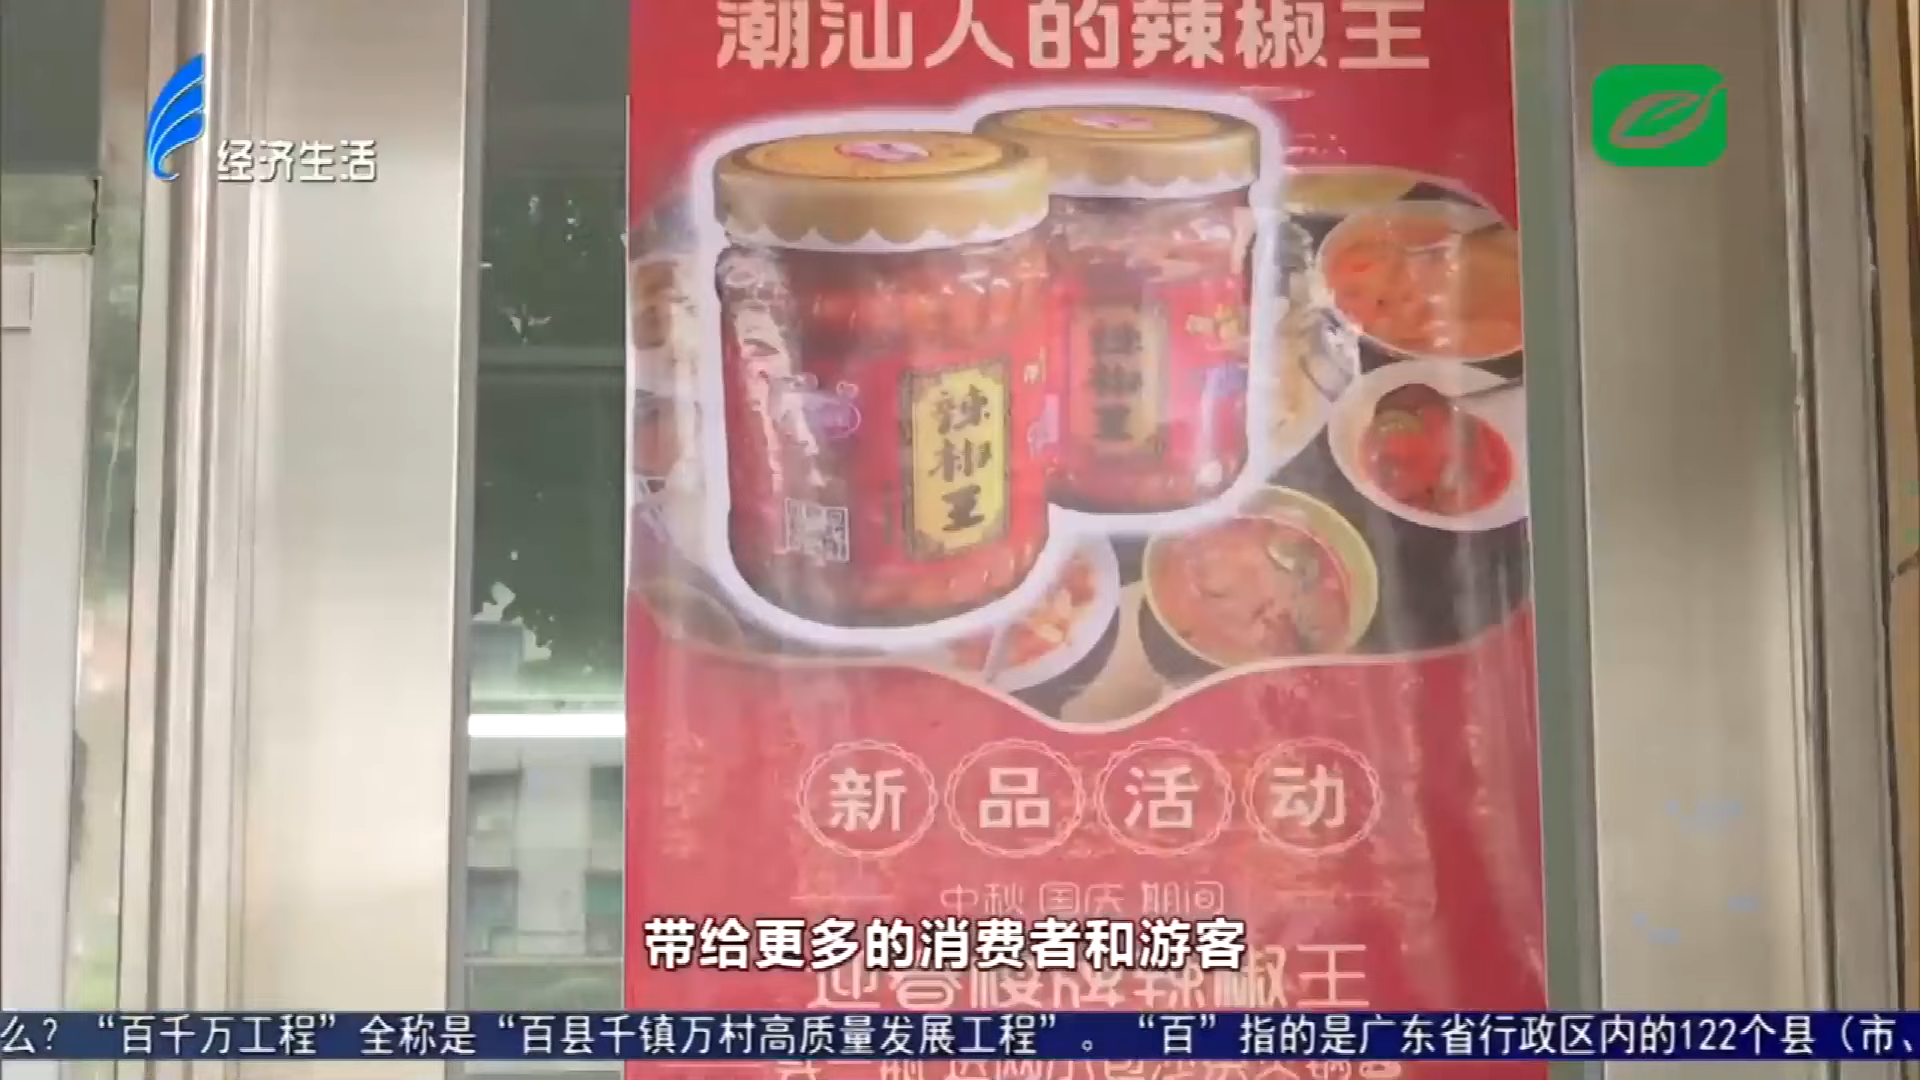 潮汕人的辣椒王
经济生活
辣椒王
辣椒王
新品活动
中秋国庆期间
带给更多的消费者和游客
迎春楼牌辣椒王
么？“百千万工程”全称是“百县千镇万村高质量发展工程”。“百”指的是广东省行政区内的122个县（市、